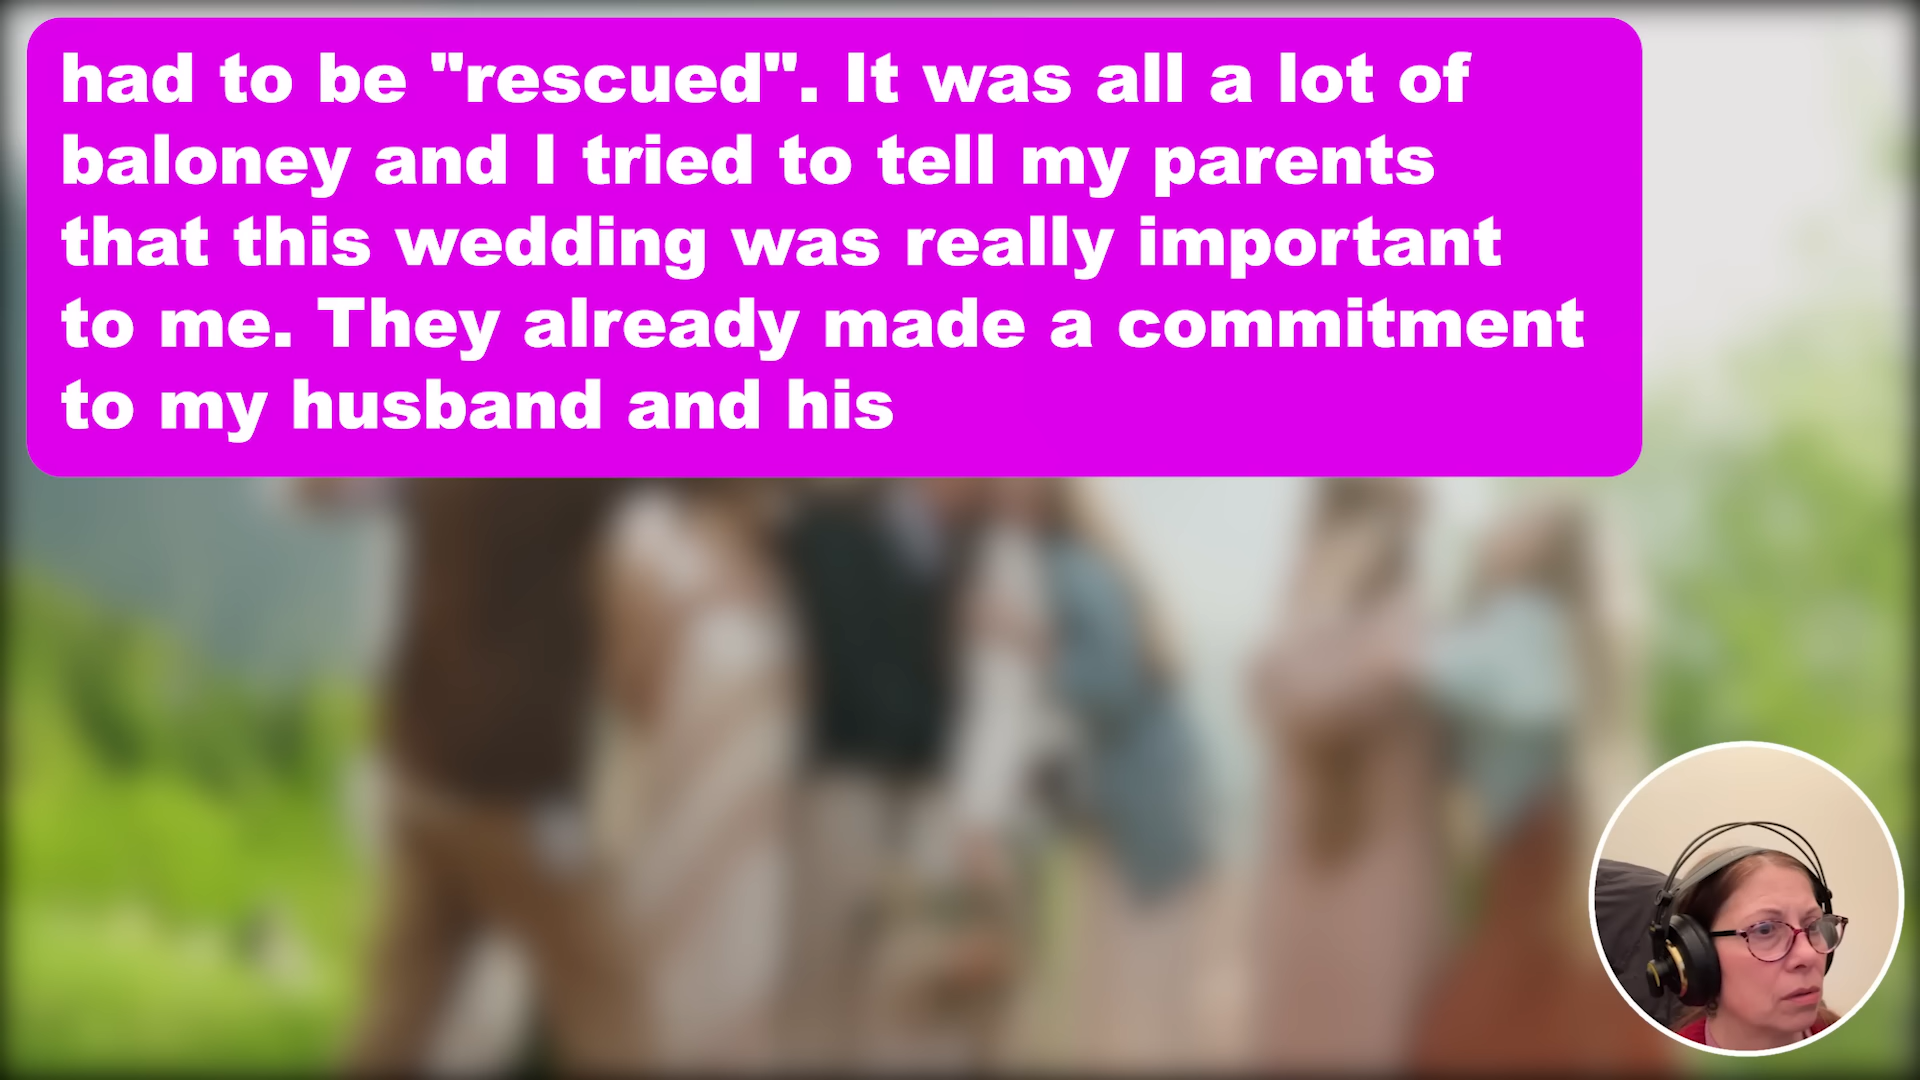 had to be "rescued". It was all a lot of
baloney and I tried to tell my parents
that this wedding was really important
to me. They already made a commitment
to my husband and his